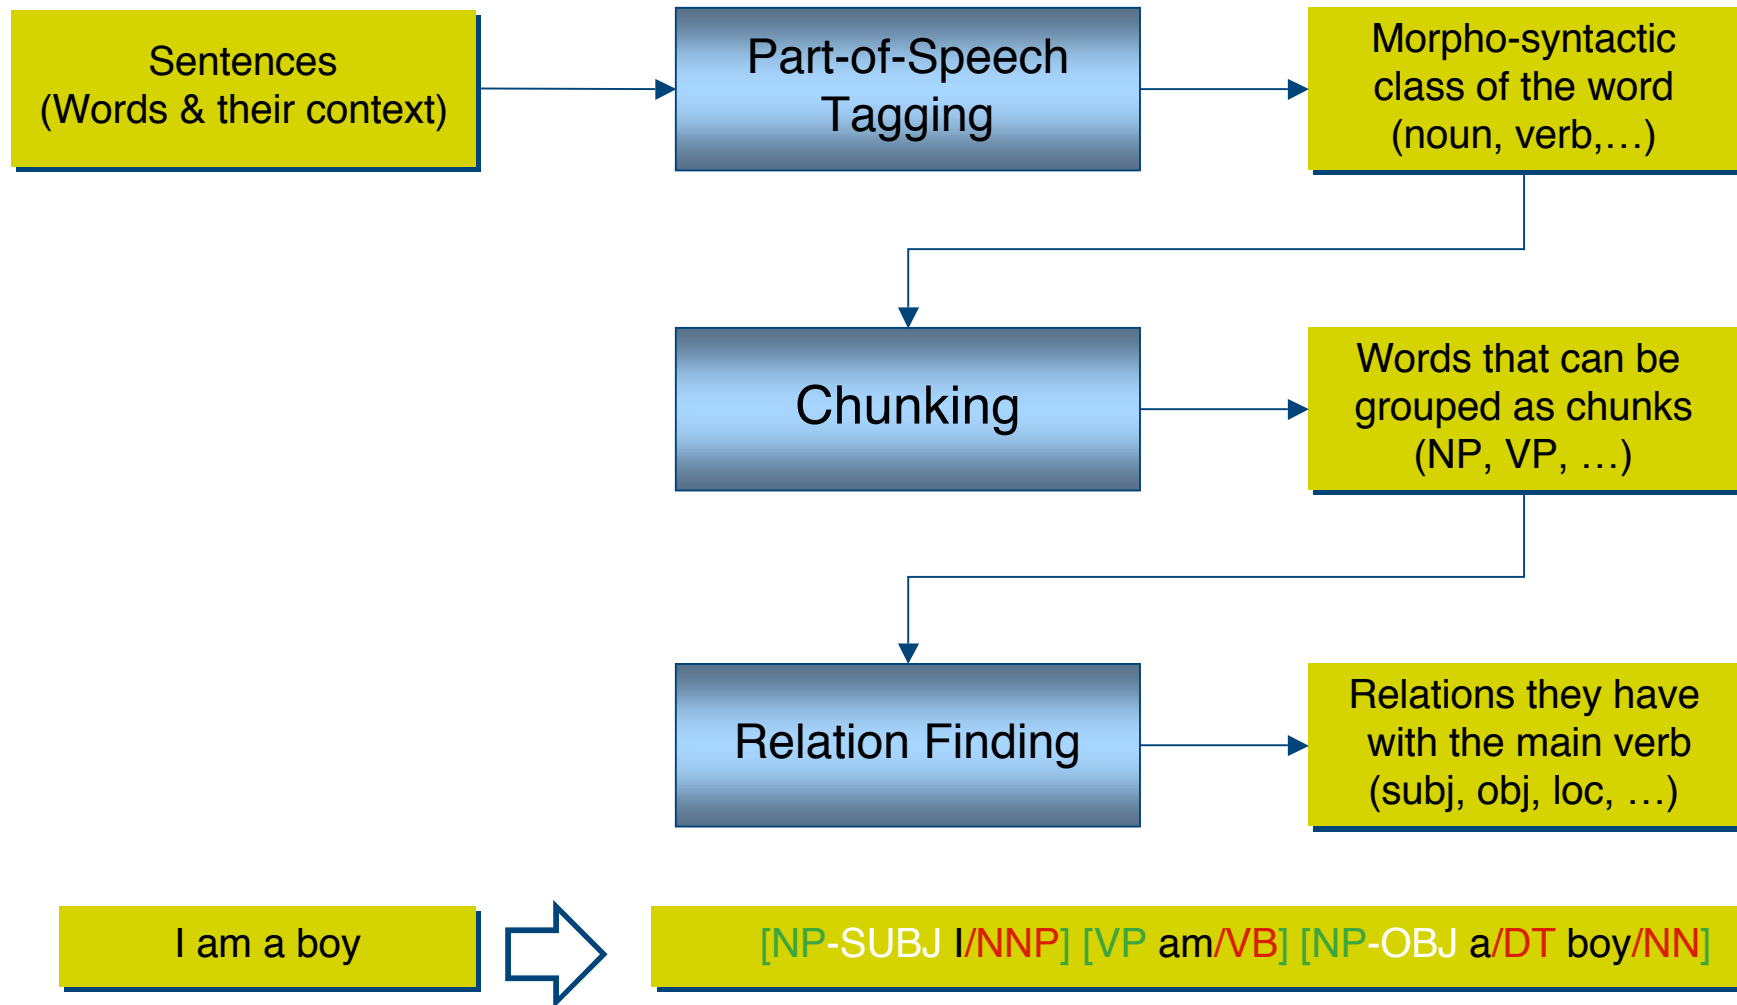 Sentences
(Words & their context)
Part-of-Speech
Tagging
Morpho-syntactic
class of the word
(noun, verb,…)
Chunking
Words that can be
grouped as chunks
(NP, VP, …)
Relation Finding
Relations they have
with the main verb
(subj, obj, loc, …)
I am a boy
[NP-SUBJ I/NNP] [VP am/VB] [NP-OBJ a/DT boy/NN]